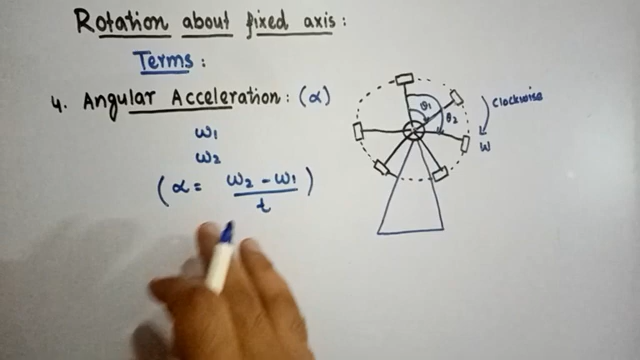 Rotation about fixed axis:
Terms:
4. Angular Acceleration: (α)
ω1
ω2
(α = ω2 - ω1 / t)
θ1
θ2
Clockwise
ω